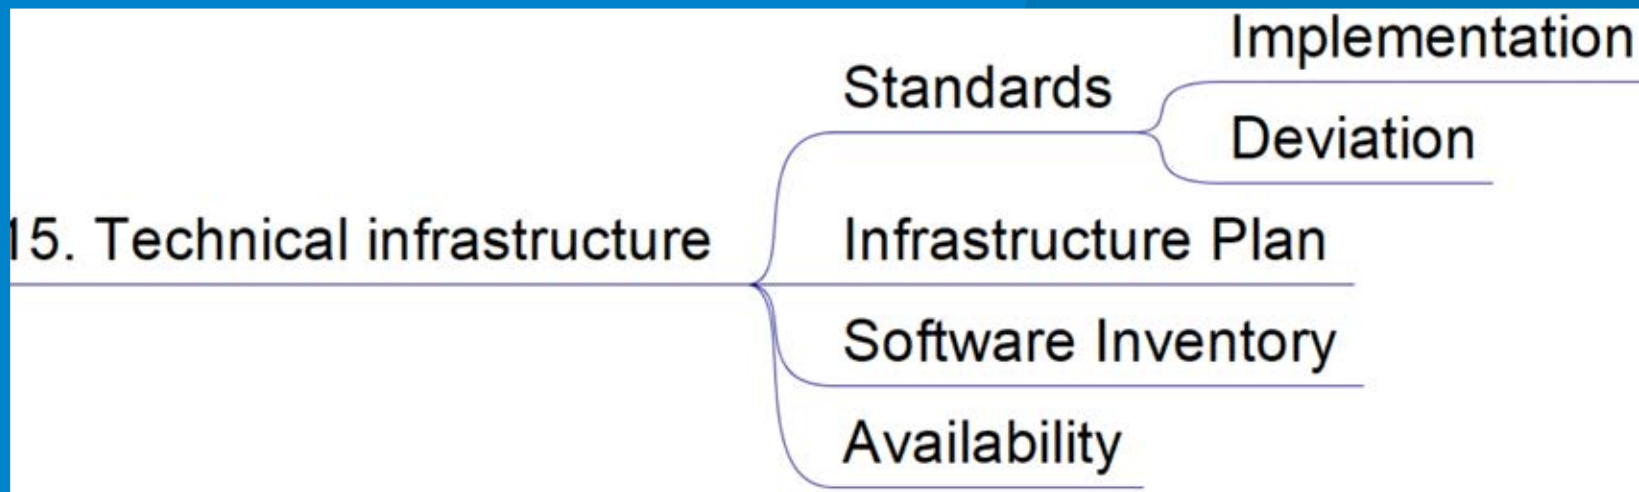 Implementation
Standards
Deviation
15. Technical infrastructure
Infrastructure Plan
Software Inventory
Availability